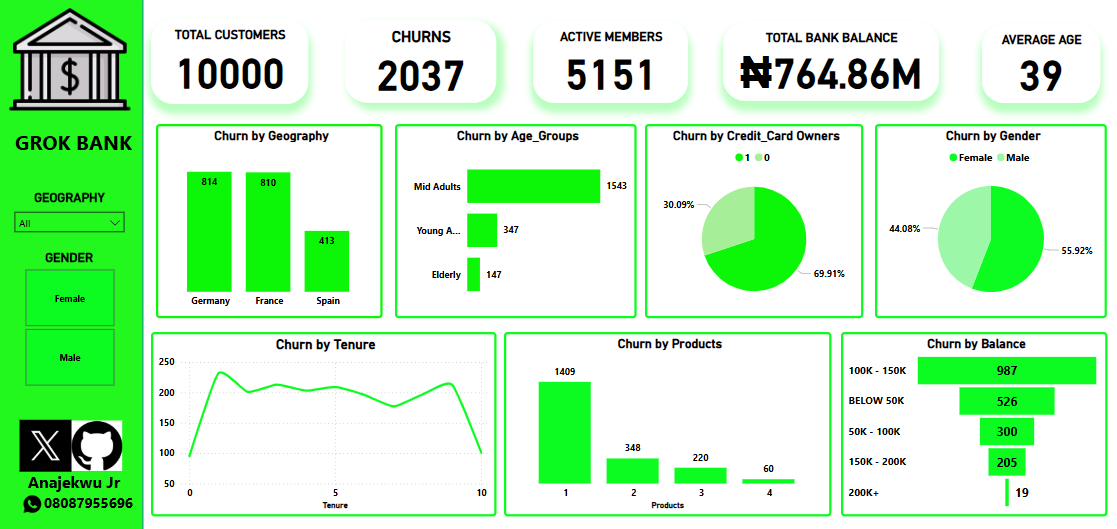 GROK BANK
GEOGRAPHY
All
GENDER
Female
Male
Anajekwu Jr
08087955696
TOTAL CUSTOMERS
10000
CHURNS
2037
ACTIVE MEMBERS
5151
TOTAL BANK BALANCE
₦764.86M
AVERAGE AGE
39
Churn by Geography
814
810
413
Germany
France
Spain
Churn by Age_Groups
Mid Adults
1543
Young A...
347
Elderly
147
Churn by Credit_Card Owners
1
0
30.09%
69.91%
Churn by Gender
Female
Male
44.08%
55.92%
Churn by Tenure
250
200
150
100
50
0
5
10
Tenure
Churn by Products
1409
348
220
60
1
2
3
4
Products
Churn by Balance
100K - 150K
987
BELOW 50K
526
50K - 100K
300
150K - 200K
205
200K+
19